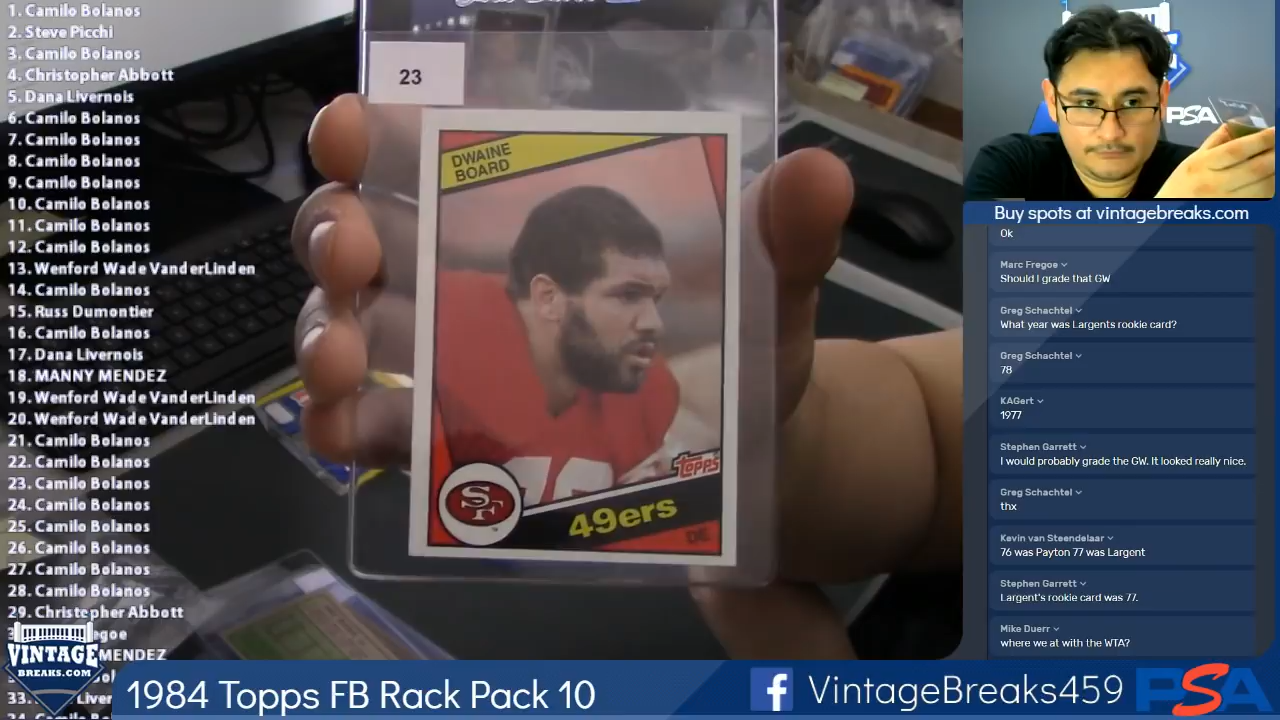 1. Camilo Bolanos
2. Steve Picchi
3. Camilo Bolanos
4. Christopher Abbott
5. Dana Livernois
6. Camilo Bolanos
7. Camilo Bolanos
8. Camilo Bolanos
9. Camilo Bolanos
10. Camilo Bolanos
11. Camilo Bolanos
12. Camilo Bolanos
13. Wenford Wade VanderLinden
14. Camilo Bolanos
15. Russ Dumontier
16. Camilo Bolanos
17. Dana Livernois
18. MANNY MENDEZ
19. Wenford Wade VanderLinden
20. Wenford Wade VanderLinden
21. Camilo Bolanos
22. Camilo Bolanos
23. Camilo Bolanos
24. Camilo Bolanos
25. Camilo Bolanos
26. Camilo Bolanos
27. Camilo Bolanos
28. Camilo Bolanos
29. Christopher Abbott
MENDEZ
33.
VINTAGE
BREAKS.COM
23
DWAINE
BOARD
TOPPS
SF
49ers
DE
PSA
Buy spots at vintagebreaks.com
Ok
Marc Fregoe
Should I grade that GW
Greg Schachtel
What year was Largents rookie card?
Greg Schachtel
78
KAGert
1977
Stephen Garrett
I would probably grade the GW. It looked really nice.
Greg Schachtel
thx
Kevin van Steendelaar
76 was Payton 77 was Largent
Stephen Garrett
Largent's rookie card was 77.
Mike Duerr
where we at with the WTA?
1984 Topps FB Rack Pack 10
f VintageBreaks459
PSA